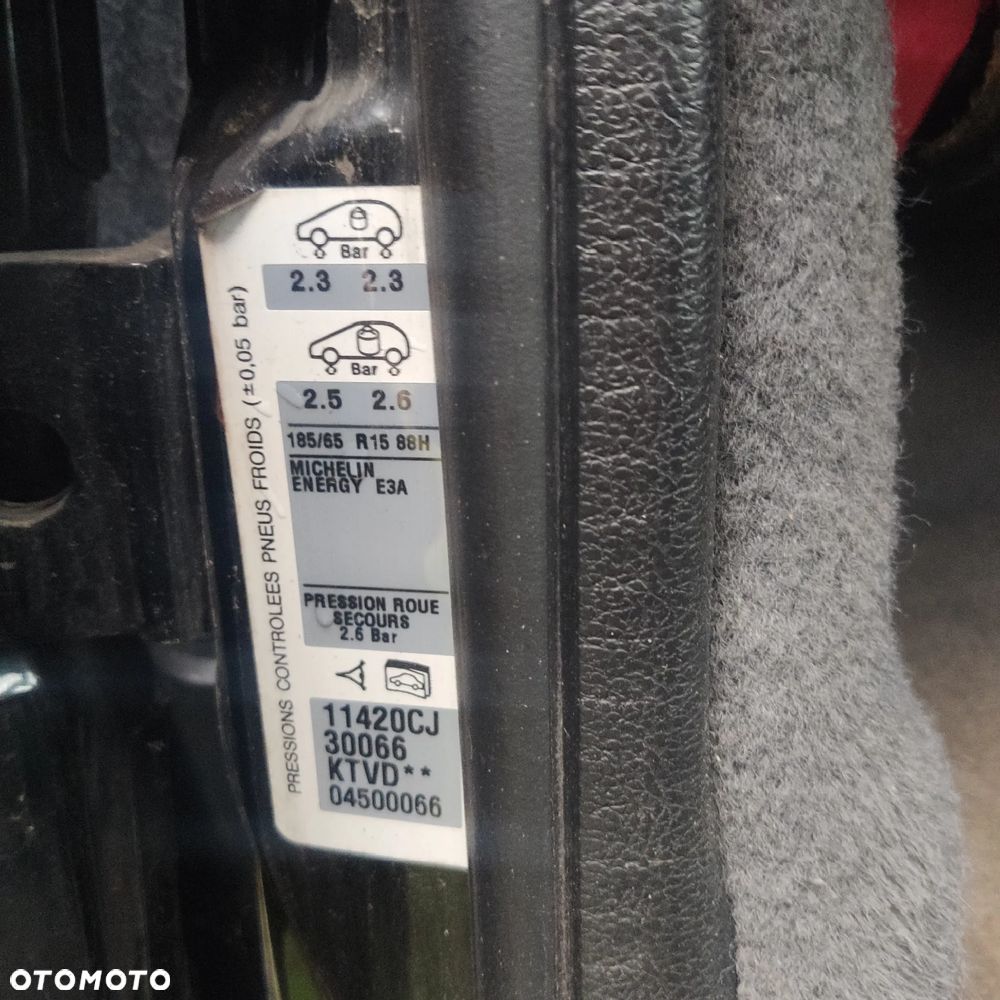 Bar
2.3 2.3
Bar
2.5 2.6
185/65 R15 88H
MICHELIN
ENERGY E3A
PRESSION ROUE
SECOURS
2.6 Bar
11420CJ
30066
KTVD**
04500066
PRESSIONS CONTROLEES PNEUS FROIDS (±0,05 bar)
OTOMOTO